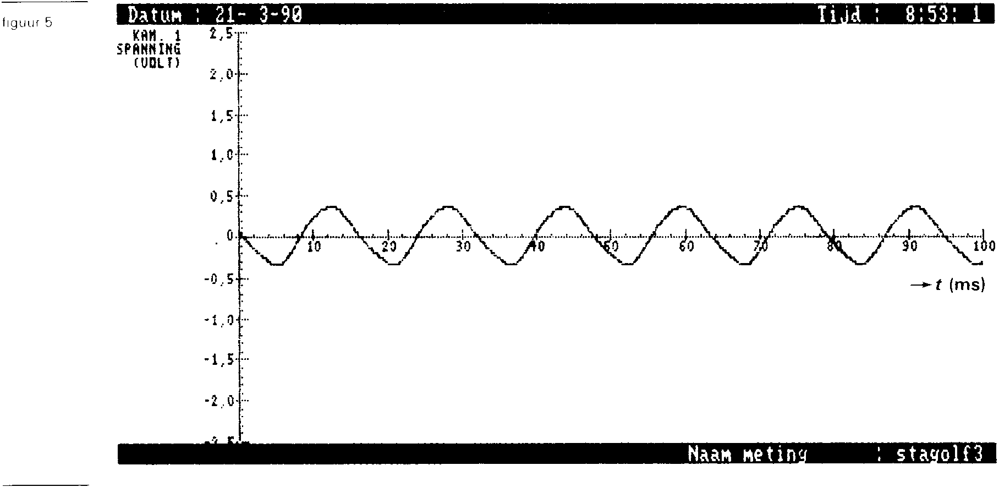 figuur 5
Datum : 21- 3-90 Tijd : 8:53: 1
KAM. 1
SPANNING
(VOLT)
2,5
2,0
1,5
1,0
0,5
0
10 20 30 40 50 60 70 80 90 100
-0,5
→ t (ms)
-1,0
-1,5
-2,0
-2,5
Naam meting : stagolf3